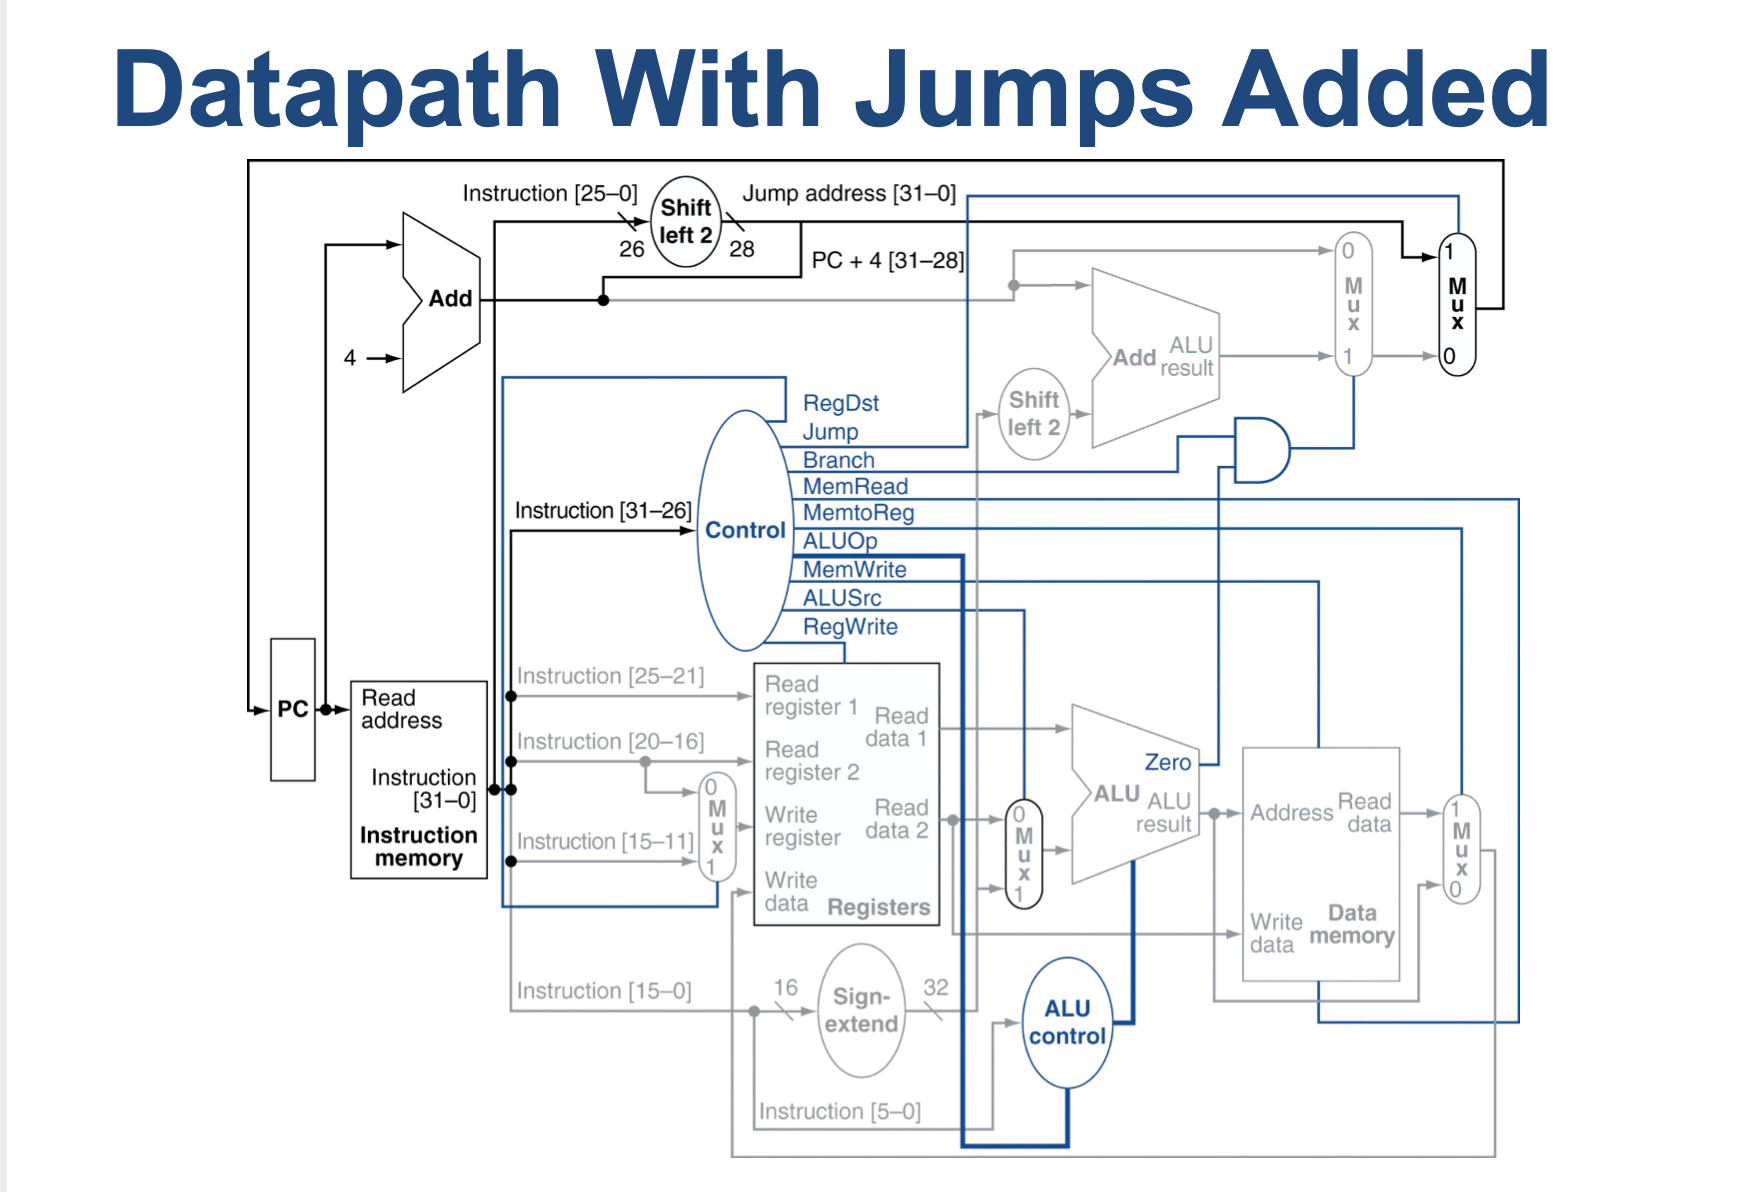 Datapath With Jumps Added
Instruction [25–0]
Shift
left 2
Jump address [31–0]
26
28
PC + 4 [31–28]
Add
4
0
M
u
x
1
1
M
u
x
0
Add
ALU
result
Shift
left 2
RegDst
Jump
Branch
MemRead
MemtoReg
ALUOp
MemWrite
ALUSrc
RegWrite
Instruction [31–26]
Control
PC
Read
address
Instruction
[31–0]
Instruction
memory
Instruction [25–21]
Instruction [20–16]
Instruction [15–11]
0
M
u
x
1
Read
register 1
Read
register 2
Write
register
Write
data
Read
data 1
Read
data 2
Registers
0
M
u
x
1
Zero
ALU
ALU
result
Address
Read
data
Write
data
Data
memory
1
M
u
x
0
Instruction [15–0]
16
Sign-
extend
32
ALU
control
Instruction [5–0]